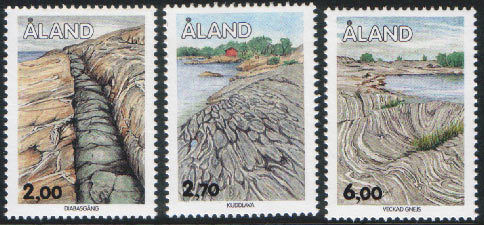 ÅLAND
2,00
DIABASGÅNG
ÅLAND
2,70
KUDDLAVA
ÅLAND
6,00
VECKAD GNEJS